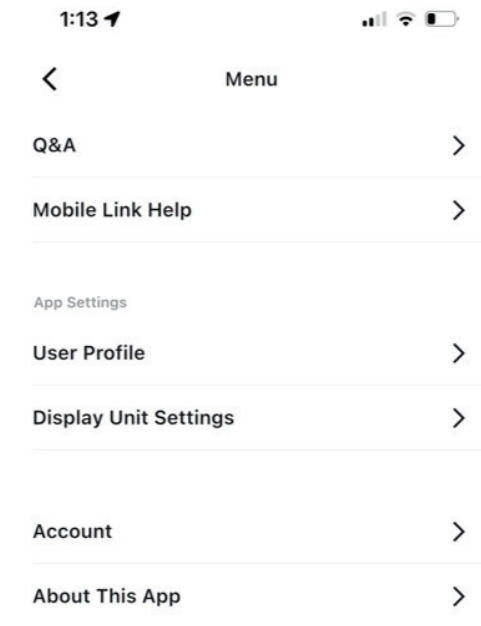 1:13
Menu
Q&A
Mobile Link Help
App Settings
User Profile
Display Unit Settings
Account
About This App